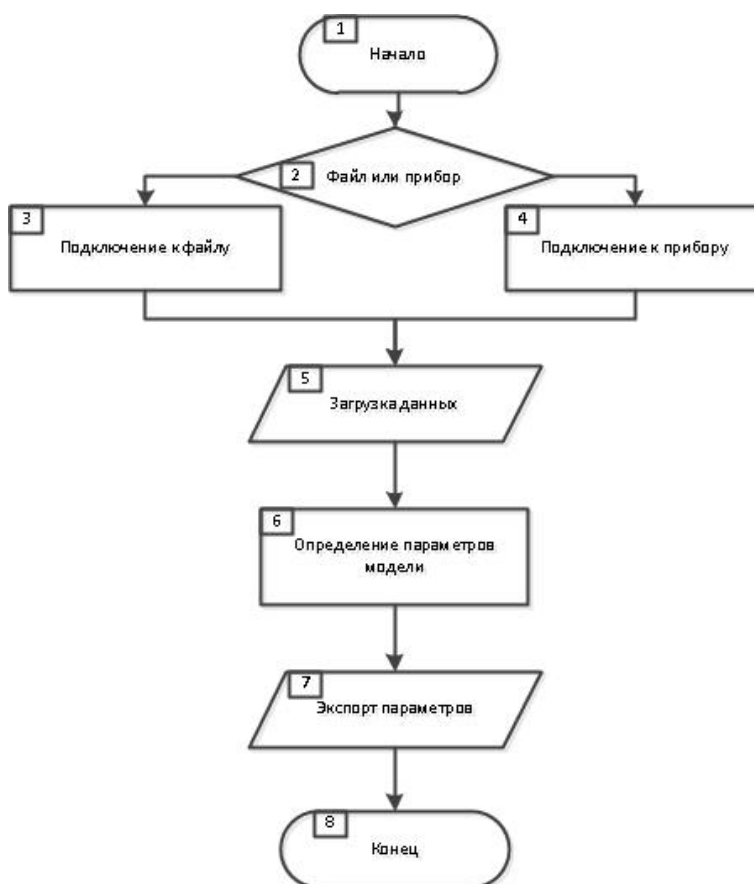 1
Начало
2
Файл или прибор
3
Подключение к файлу
4
Подключение к прибору
5
Загрузка данных
6
Определение параметров
модели
7
Экспорт параметров
8
Конец